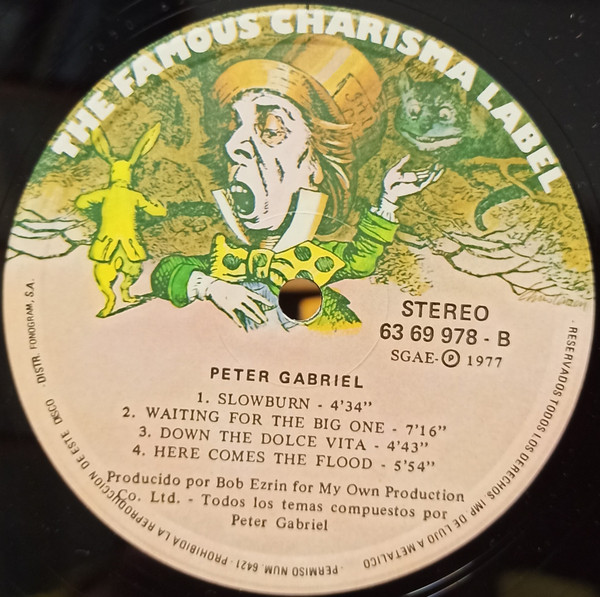 THE FAMOUS CHARISMA LABEL
STEREO
63 69 978 - B
SGAE-Ⓟ 1977
PETER GABRIEL
1. SLOWBURN - 4'34"
2. WAITING FOR THE BIG ONE - 7'16"
3. DOWN THE DOLCE VITA - 4'43"
4. HERE COMES THE FLOOD - 5'54"
Producido por Bob Ezrin for My Own Production
Co. Ltd. - Todos los temas compuestos por
Peter Gabriel
· RESERVADOS TODOS LOS DERECHOS · IMP. DE LUJO A METALICO · PERMISO NUM. 6421 · PROHIBIDA LA REPRODUCCION DE ESTE DISCO · DISTR. FONOGRAM, S.A.